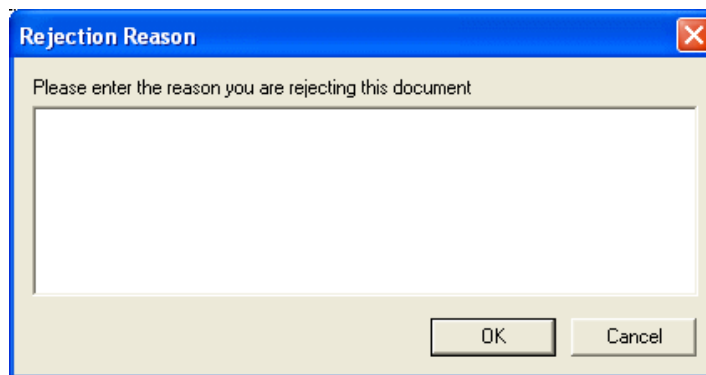 Rejection Reason
Please enter the reason you are rejecting this document
OK
Cancel